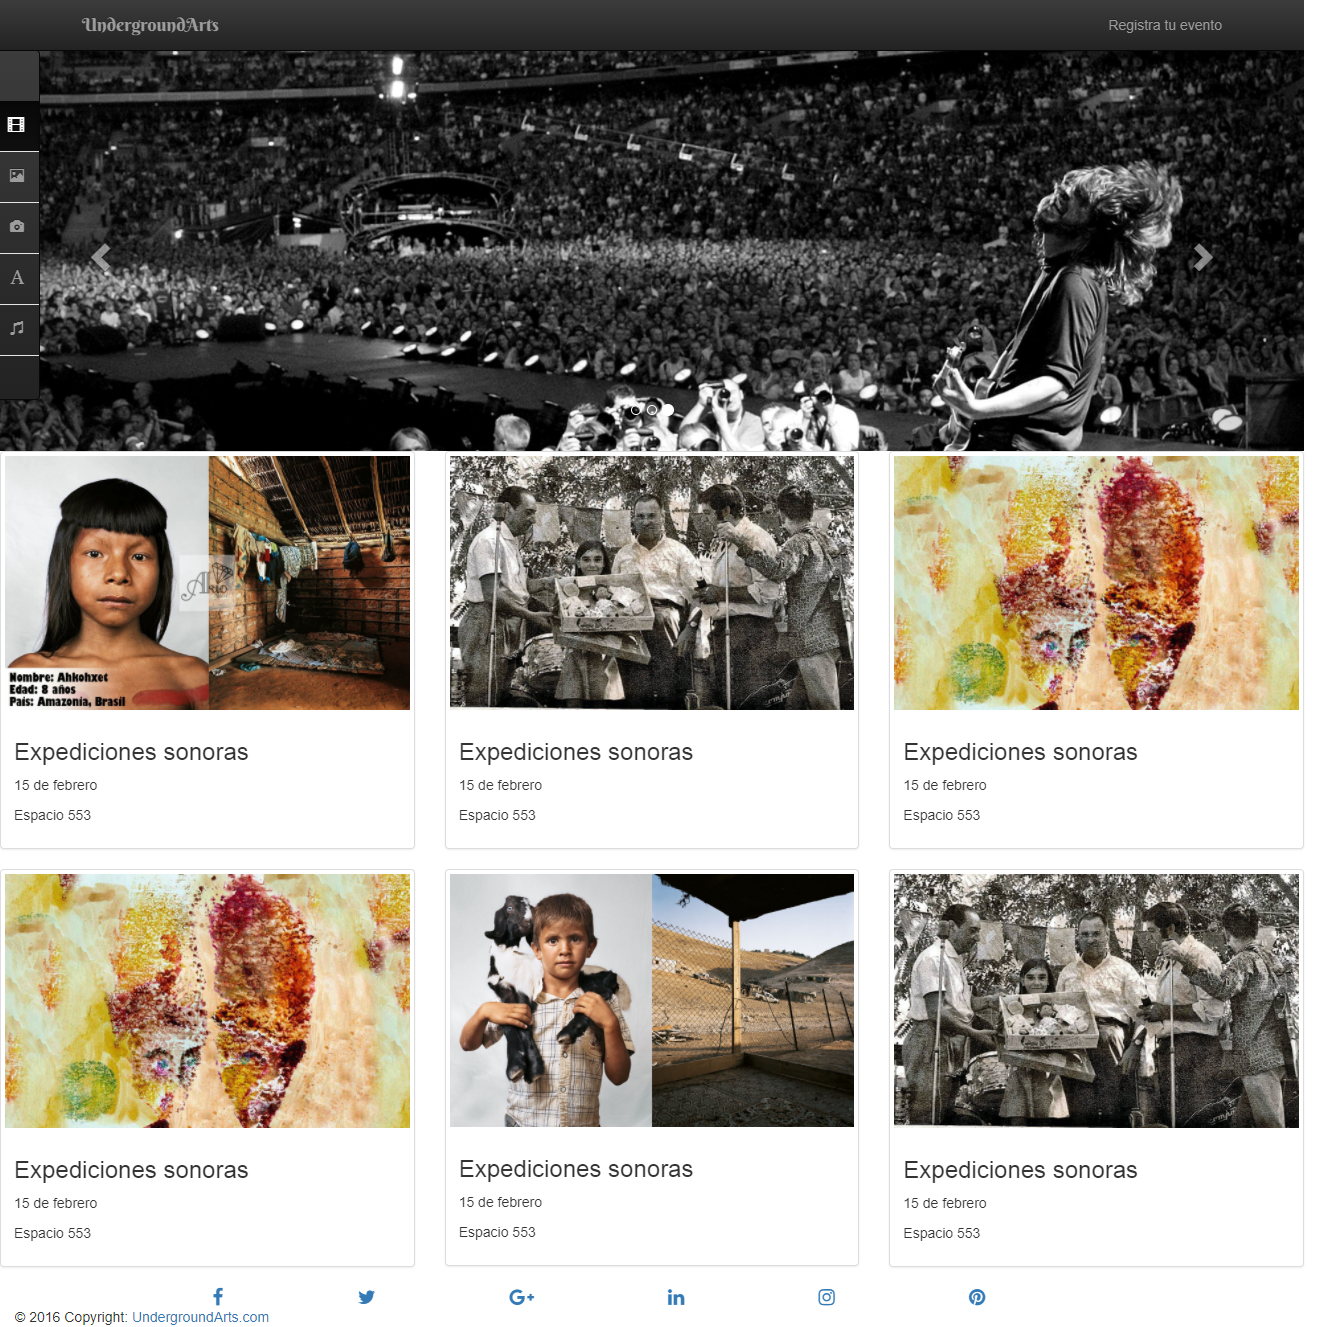 UndergroundArts
Registra tu evento
Nombre: Ahkohxet
Edad: 8 años
País: Amazonía, Brasil
Expediciones sonoras
15 de febrero
Espacio 553
Expediciones sonoras
15 de febrero
Espacio 553
Expediciones sonoras
15 de febrero
Espacio 553
Expediciones sonoras
15 de febrero
Espacio 553
Expediciones sonoras
15 de febrero
Espacio 553
Expediciones sonoras
15 de febrero
Espacio 553
© 2016 Copyright: UndergroundArts.com